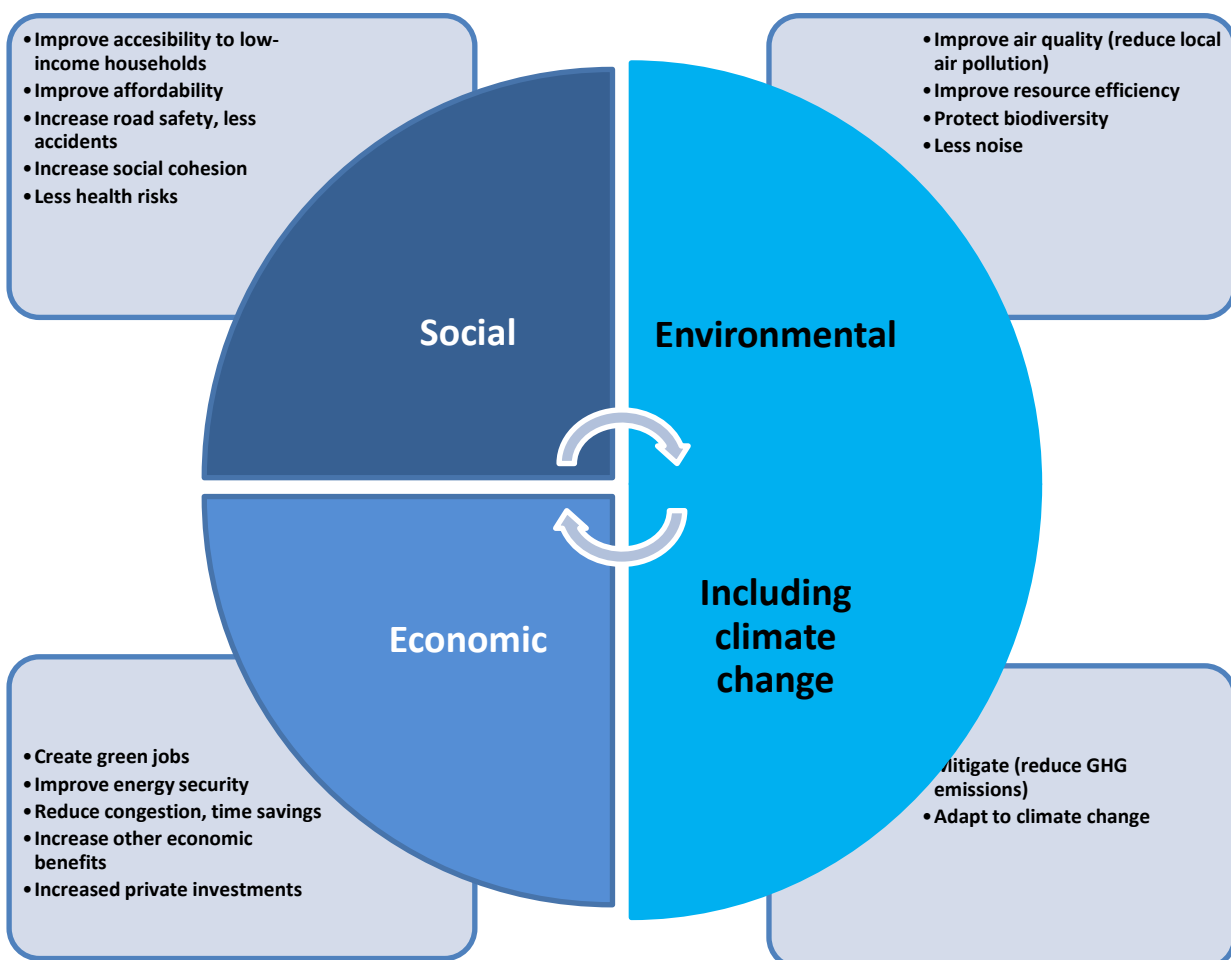 •Improve accesibility to low-
income households
•Improve affordability
•Increase road safety, less
accidents
•Increase social cohesion
•Less health risks
•Improve air quality (reduce local
air pollution)
•Improve resource efficiency
•Protect biodiversity
•Less noise
Social
Environmental
Economic
Including
climate
change
•Create green jobs
•Improve energy security
•Reduce congestion, time savings
•Increase other economic
benefits
•Increased private investments
Mitigate (reduce GHG
emissions)
•Adapt to climate change